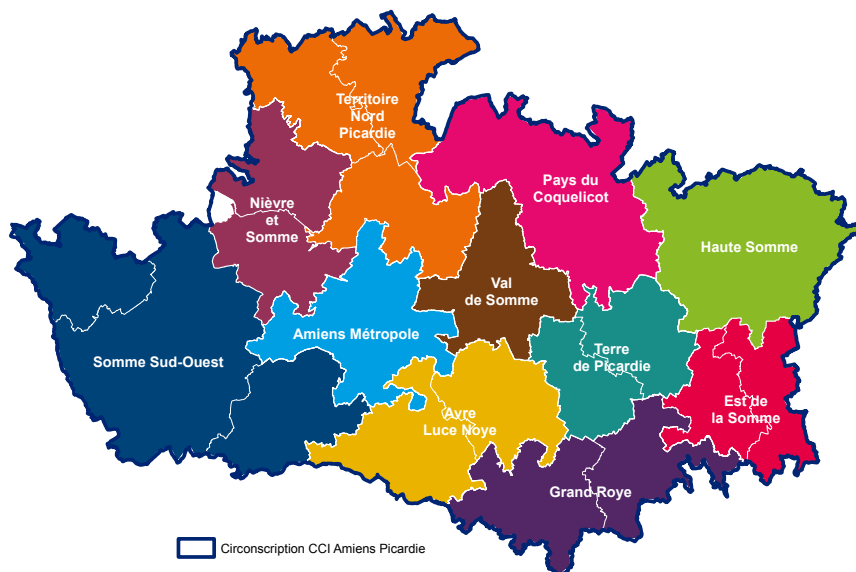 Territoire
Nord
Picardie
Pays du
Coquelicot
Nièvre
et
Somme
Haute Somme
Val
de Somme
Amiens Métropole
Terre
de Picardie
Somme Sud-Ouest
Est de
la Somme
Avre
Luce Noye
Grand Roye
Circonscription CCI Amiens Picardie